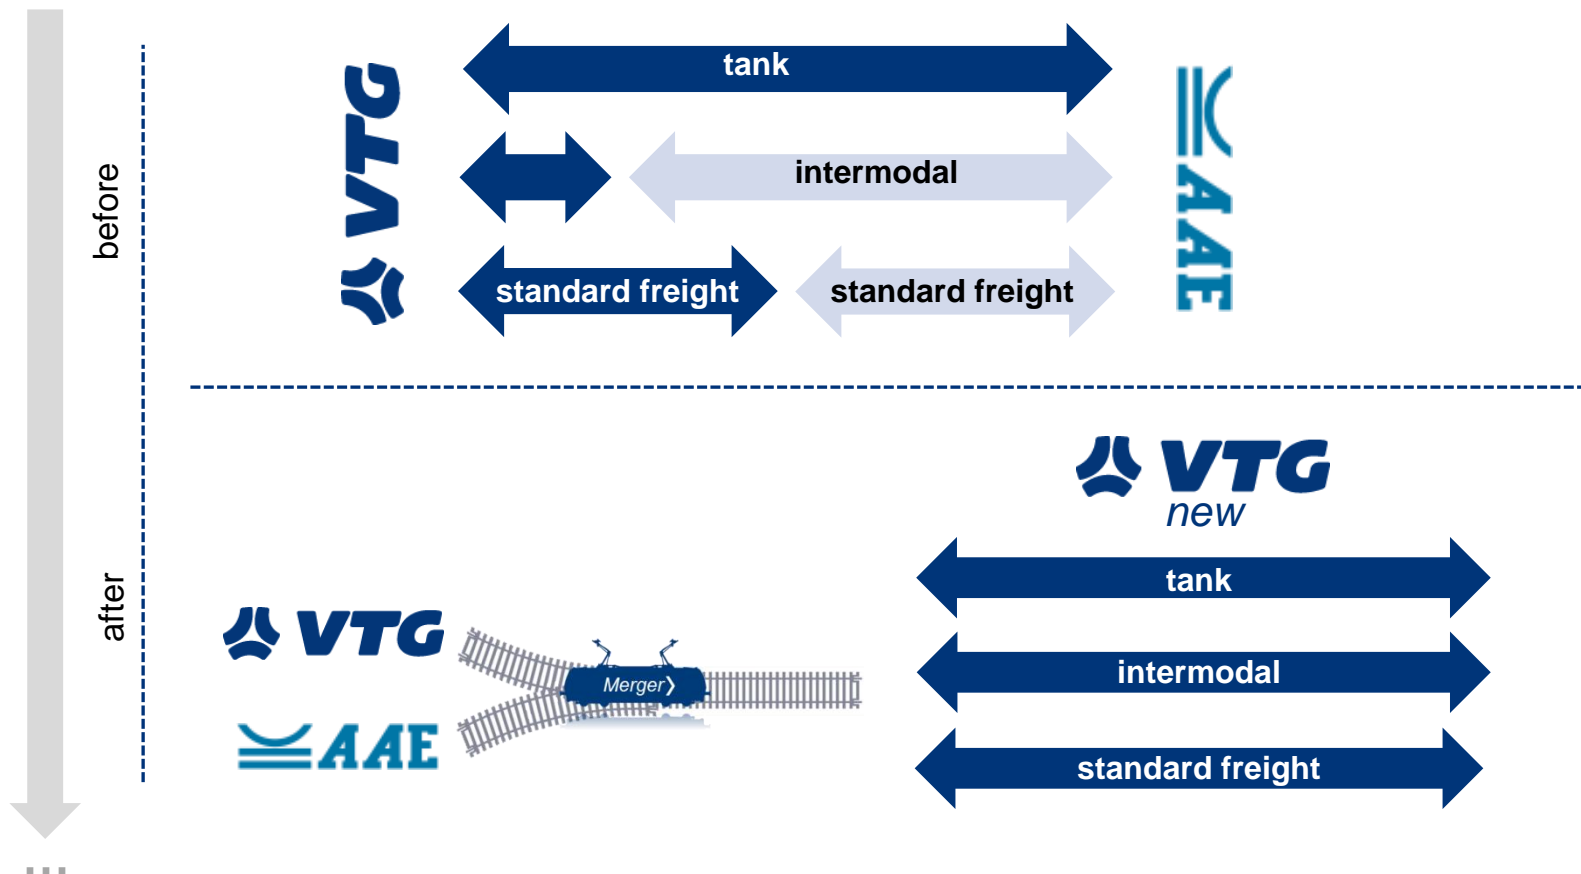 before
VTG
tank
intermodal
standard freight
standard freight
AAE
after
VTG
AAE
Merger
VTG
new
tank
intermodal
standard freight
...